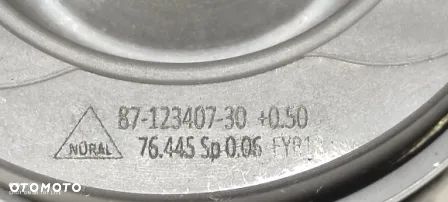 87-123407-30 +0.50
NÜRAL
76.445 Sp 0.06
OTOMOTO